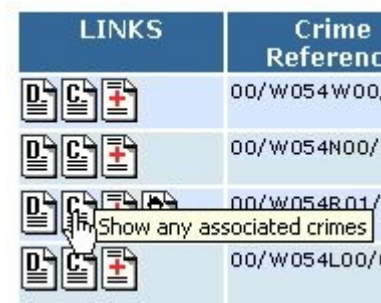 LINKS Crime
Referenc
D C 00/W054W00/
D C 00/W054N00/
D C 00/W054R01/
Show any associated crimes
D C 00/W054L00/